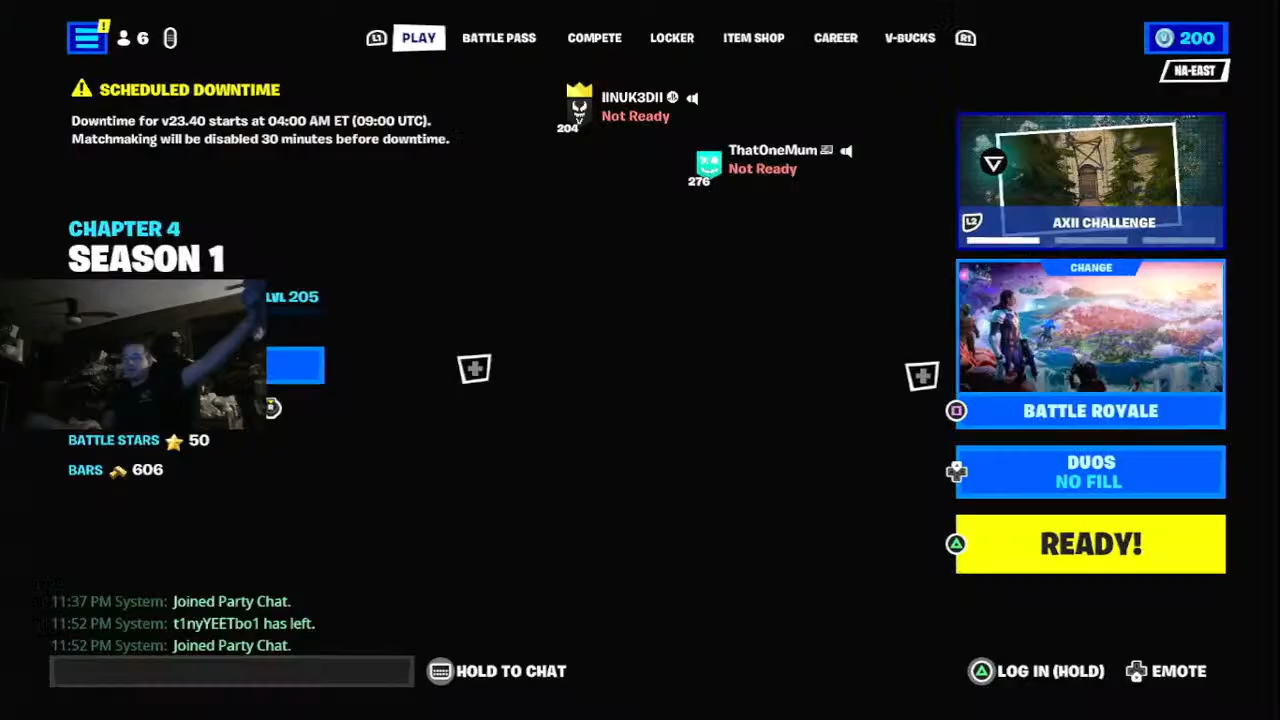 6
L1
PLAY
BATTLE PASS
COMPETE
LOCKER
ITEM SHOP
CAREER
V-BUCKS
R1
200
NA-EAST
SCHEDULED DOWNTIME
Downtime for v23.40 starts at 04:00 AM ET (09:00 UTC).
Matchmaking will be disabled 30 minutes before downtime.
IINUK3DII
Not Ready
204
ThatOneMum
Not Ready
276
CHAPTER 4
SEASON 1
LVL 205
BATTLE STARS 50
BARS 606
L2
AXII CHALLENGE
CHANGE
BATTLE ROYALE
DUOS
NO FILL
READY!
11:37 PM System: Joined Party Chat.
11:52 PM System: t1nyYEETbo1 has left.
11:52 PM System: Joined Party Chat.
HOLD TO CHAT
LOG IN (HOLD)
EMOTE